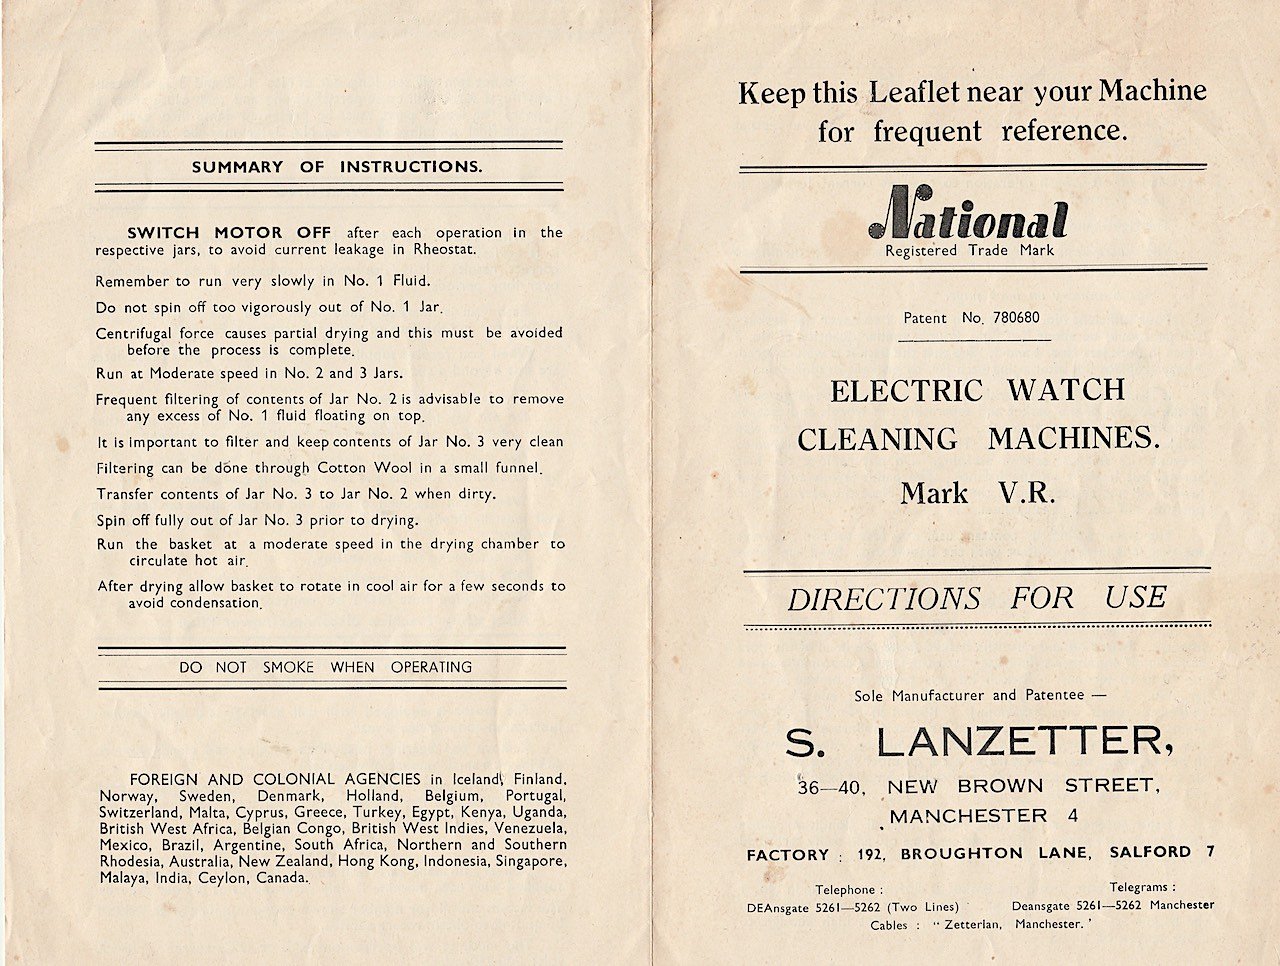 SUMMARY OF INSTRUCTIONS.
SWITCH MOTOR OFF after each operation in the
respective jars, to avoid current leakage in Rheostat.
Remember to run very slowly in No. 1 Fluid.
Do not spin off too vigorously out of No. 1 Jar.
Centrifugal force causes partial drying and this must be avoided
before the process is complete.
Run at Moderate speed in No. 2 and 3 Jars.
Frequent filtering of contents of Jar No. 2 is advisable to remove
any excess of No. 1 fluid floating on top.
It is important to filter and keep contents of Jar No. 3 very clean
Filtering can be done through Cotton Wool in a small funnel.
Transfer contents of Jar No. 3 to Jar No. 2 when dirty.
Spin off fully out of Jar No. 3 prior to drying.
Run the basket at a moderate speed in the drying chamber to
circulate hot air.
After drying allow basket to rotate in cool air for a few seconds to
avoid condensation.
DO NOT SMOKE WHEN OPERATING
FOREIGN AND COLONIAL AGENCIES in Iceland, Finland,
Norway, Sweden, Denmark, Holland, Belgium, Portugal,
Switzerland, Malta, Cyprus, Greece, Turkey, Egypt, Kenya, Uganda,
British West Africa, Belgian Congo, British West Indies, Venezuela,
Mexico, Brazil, Argentine, South Africa, Northern and Southern
Rhodesia, Australia, New Zealand, Hong Kong, Indonesia, Singapore,
Malaya, India, Ceylon, Canada.
Keep this Leaflet near your Machine
for frequent reference.
National
Registered Trade Mark
Patent No. 780680
ELECTRIC WATCH
CLEANING MACHINES.
Mark V.R.
DIRECTIONS FOR USE
Sole Manufacturer and Patentee —
S. LANZETTER,
36—40, NEW BROWN STREET,
MANCHESTER 4
FACTORY : 192, BROUGHTON LANE, SALFORD 7
Telephone : Telegrams :
DEAnsgate 5261—5262 (Two Lines) Deansgate 5261—5262 Manchester
Cables : "Zetterlan, Manchester.'